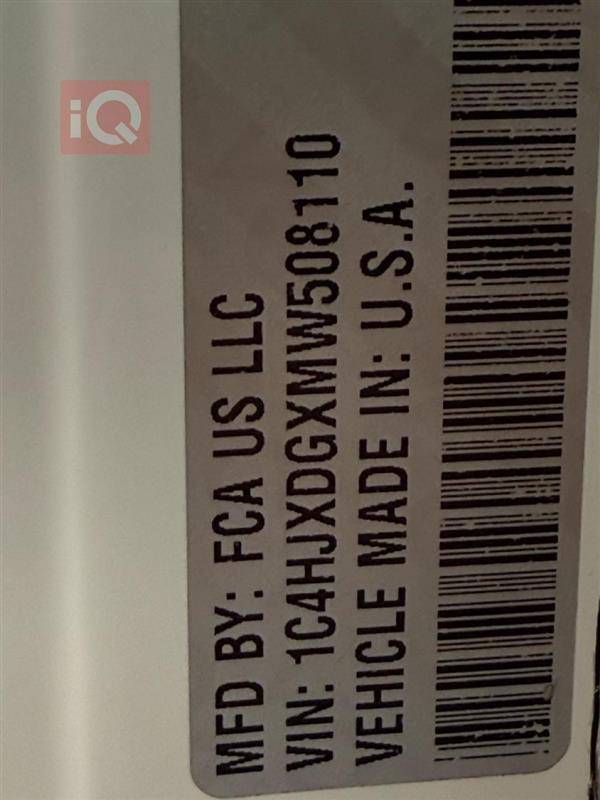 iQ
MFD BY: FCA US LLC
VIN: 1C4HJXDGXMW508110
VEHICLE MADE IN: U.S.A.